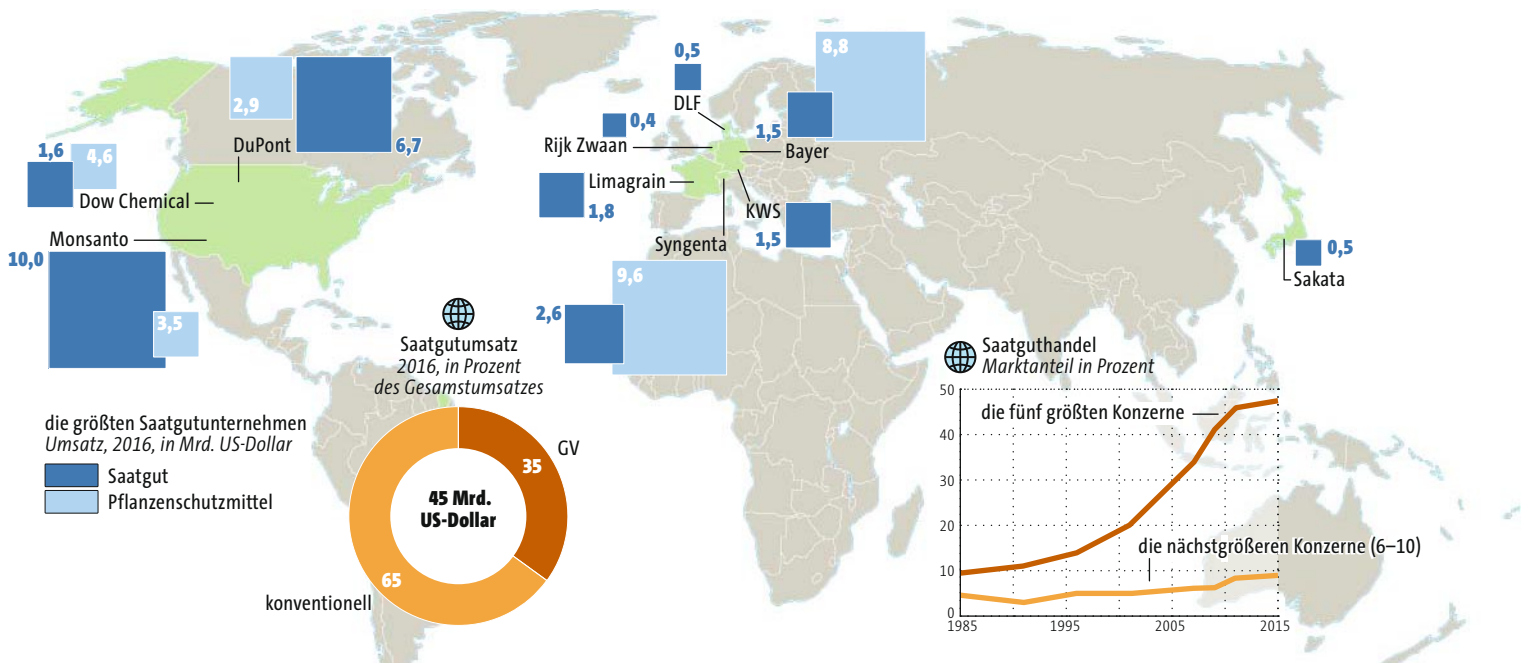 2,9
6,7
DuPont
1,6
4,6
Dow Chemical
Monsanto
10,0
3,5
0,5
DLF
0,4
Rijk Zwaan
8,8
1,5
Bayer
Limagrain
1,8
KWS
1,5
Syngenta
9,6
2,6
0,5
Sakata
die größten Saatgutunternehmen
Umsatz, 2016, in Mrd. US-Dollar
Saatgut
Pflanzenschutzmittel
Saatgutumsatz
2016, in Prozent
des Gesamstumsatzes
GV
35
45 Mrd.
US-Dollar
65
konventionell
Saatguthandel
Marktanteil in Prozent
50
40
30
20
10
0
die fünf größten Konzerne
die nächstgrößeren Konzerne (6–10)
1985
1995
2005
2015